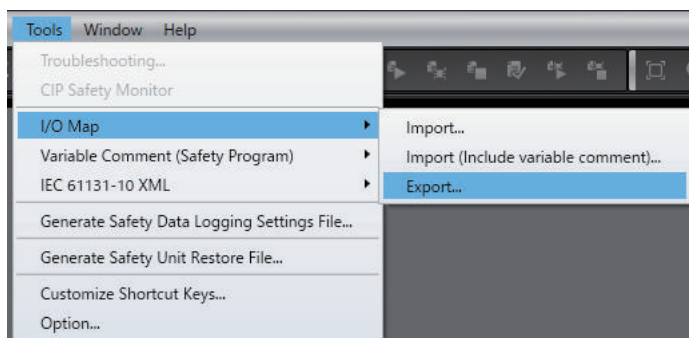 Tools Window Help
Troubleshooting...
CIP Safety Monitor
I/O Map
Import...
Variable Comment (Safety Program)
Import (Include variable comment)...
IEC 61131-10 XML
Export...
Generate Safety Data Logging Settings File...
Generate Safety Unit Restore File...
Customize Shortcut Keys...
Option...